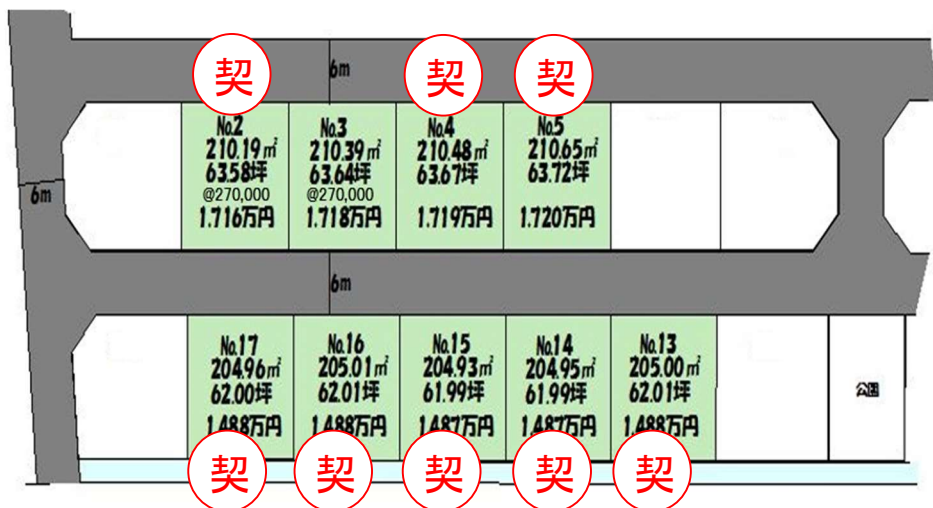 契
契
契
6m
No.2
210.19㎡
63.58坪
@270,000
1.716万円
No.3
210.39㎡
63.64坪
@270,000
1.718万円
No.4
210.48㎡
63.67坪
1.719万円
No.5
210.65㎡
63.72坪
1.720万円
6m
6m
No.17
204.96㎡
62.00坪
1.488万円
No.16
205.01㎡
62.01坪
1.488万円
No.15
204.93㎡
61.99坪
1.487万円
No.14
204.95㎡
61.99坪
1.487万円
No.13
205.00㎡
62.01坪
1.488万円
公園
契
契
契
契
契